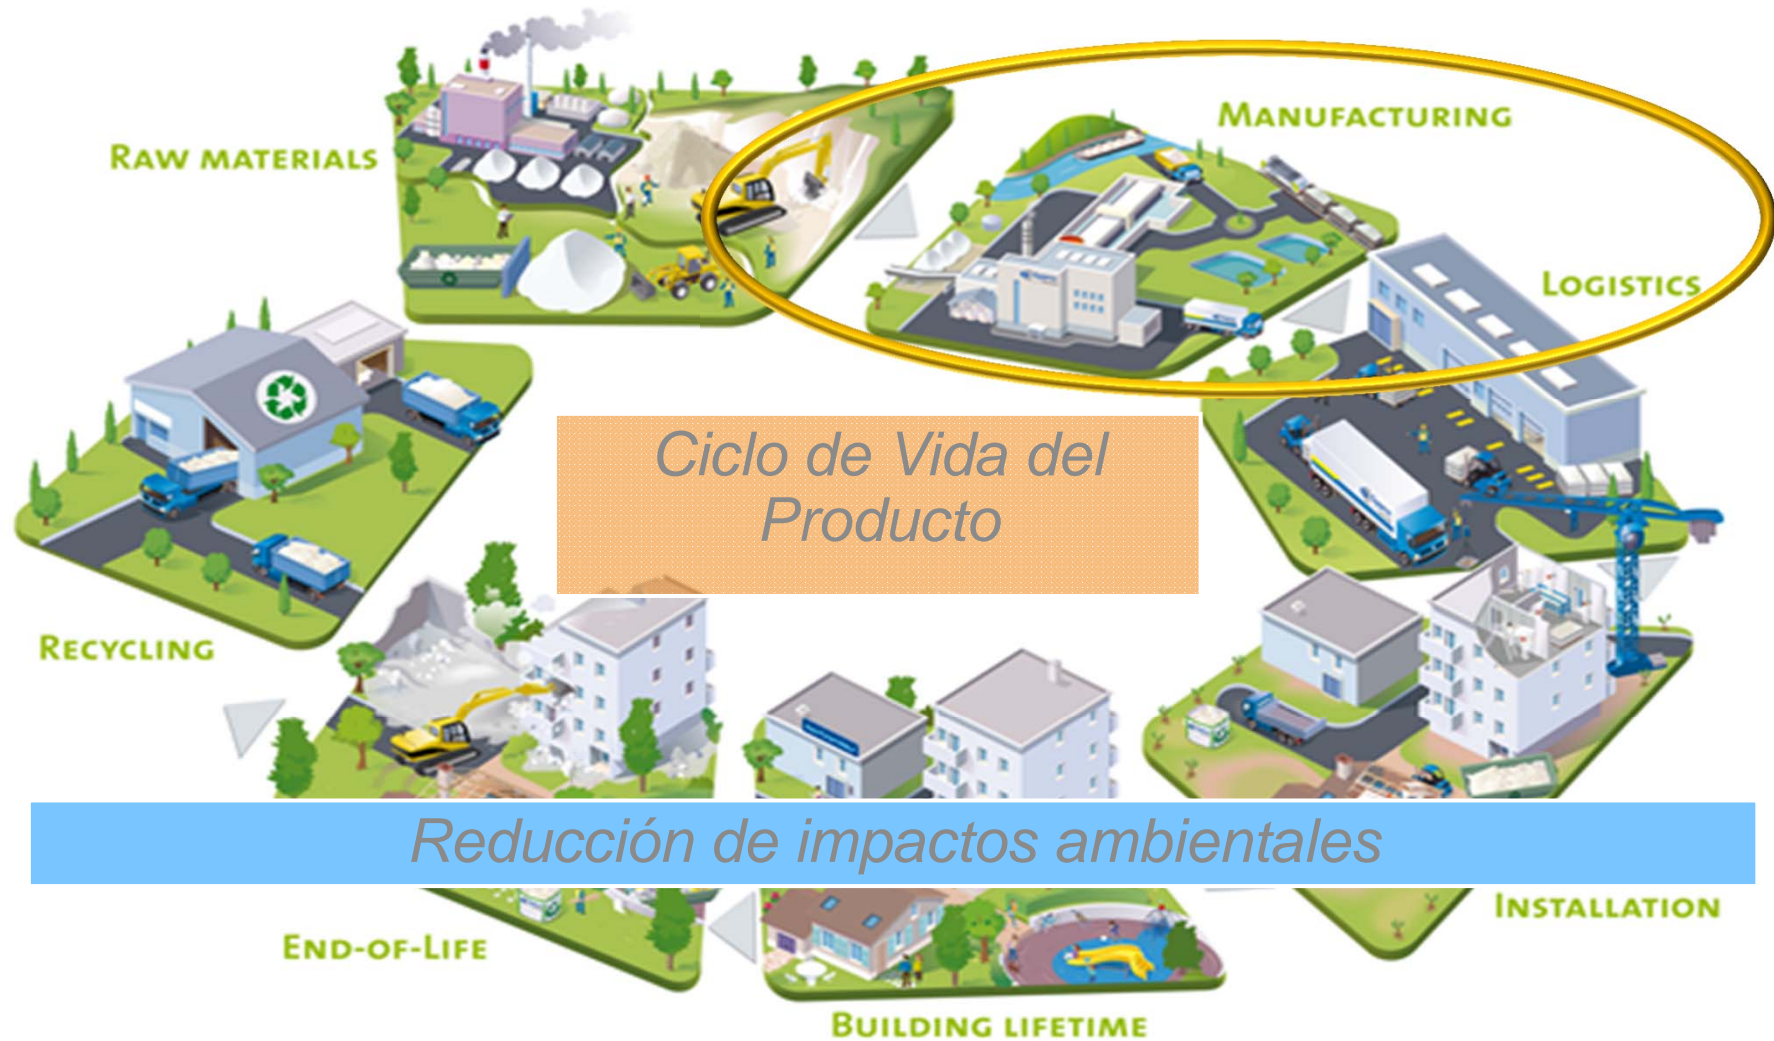 MANUFACTURING
RAW MATERIALS
LOGISTICS
Ciclo de Vida del
Producto
RECYCLING
Reducción de impactos ambientales
INSTALLATION
END-OF-LIFE
BUILDING LIFETIME